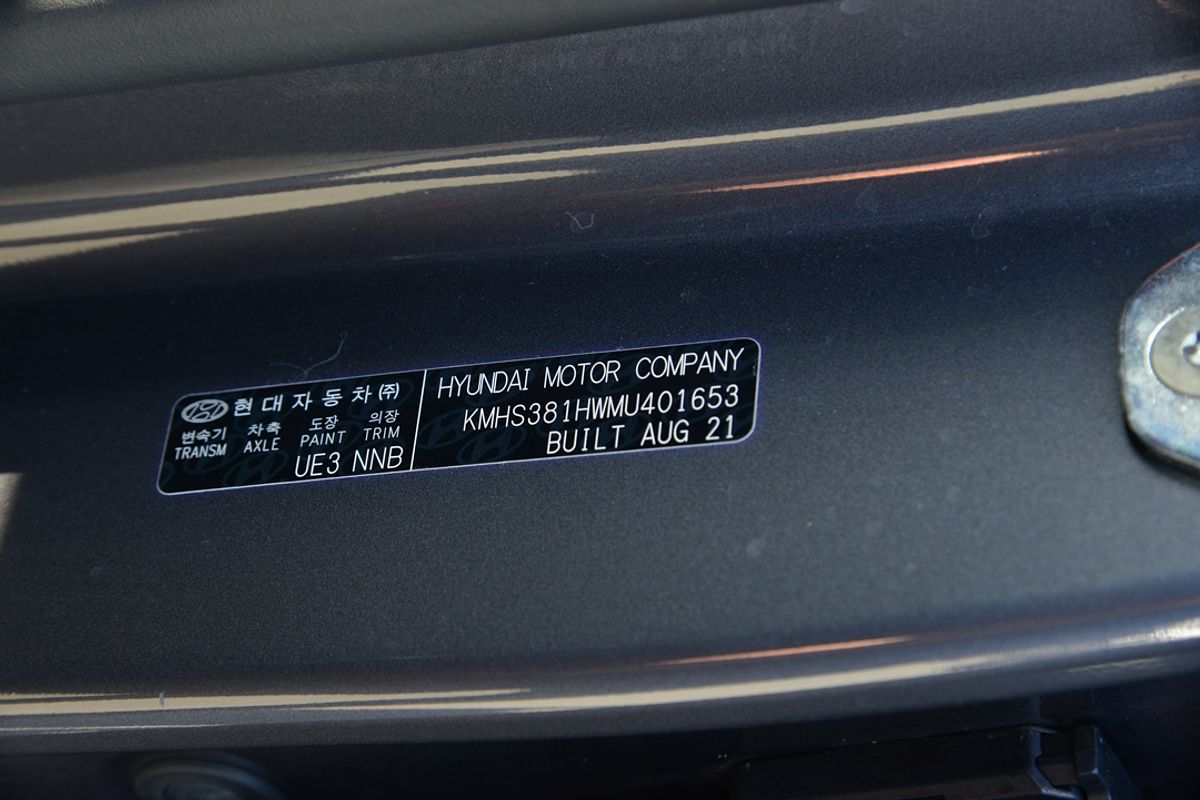 현대자동차㈜
변속기 차축 도장 의장
TRANSM AXLE PAINT TRIM
UE3 NNB
HYUNDAI MOTOR COMPANY
KMHS381HWMU401653
BUILT AUG 21